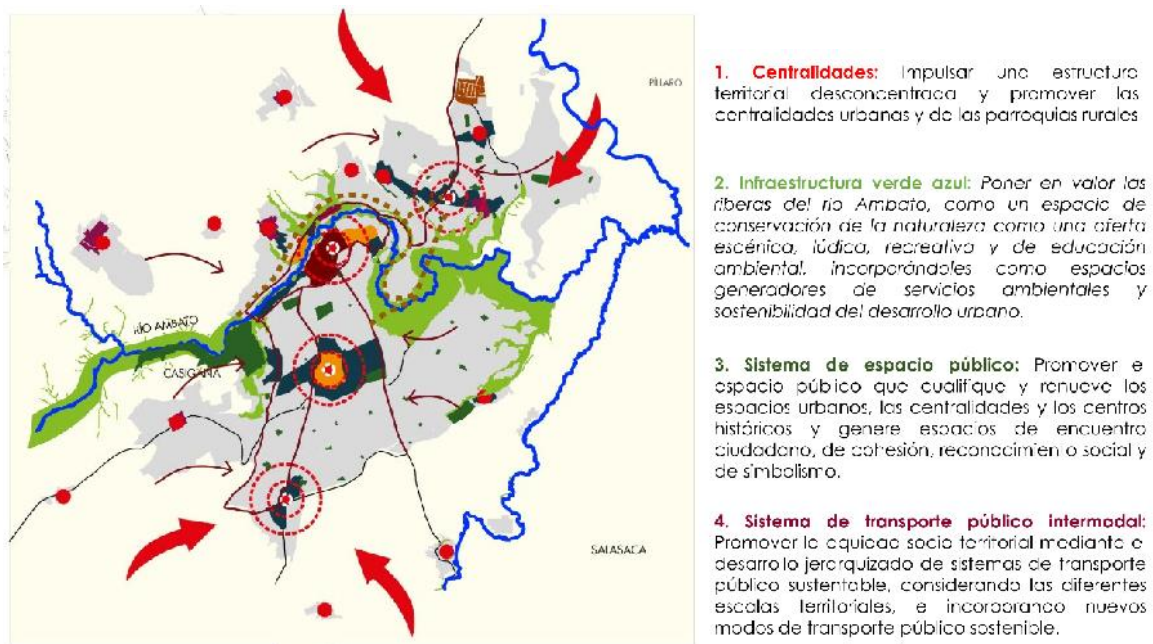 PÍLLARO
RÍO AMBATO
CASIGANA
SALASACA
1. Centralidades: Impulsar una estructura
territorial desconcentrada y promover las
centralidades urbanas y de las parroquias rurales
2. Infraestructura verde azul: Poner en valor las
riberas del río Ambato, como un espacio de
conservación de la naturaleza como una oferta
escénica, lúdica, recreativa y de educación
ambiental, incorporándoles como espacios
generadores de servicios ambientales y
sostenibilidad del desarrollo urbano.
3. Sistema de espacio público: Promover e
espacio público que cualifique y renueve los
espacios urbanos, las centralidades y los centros
históricos y genere espacios de encuentro
ciudadano, de cohesión, reconocimien o social y
de simbolismo.
4. Sistema de transporte público intermodal:
Promover la equidad socio territorial mediante e
desarrollo jerarquizado de sistemas de transporte
público sustentable, considerando las diferentes
escalas territoriales, e incorporando nuevos
modos de transporte público sostenible.